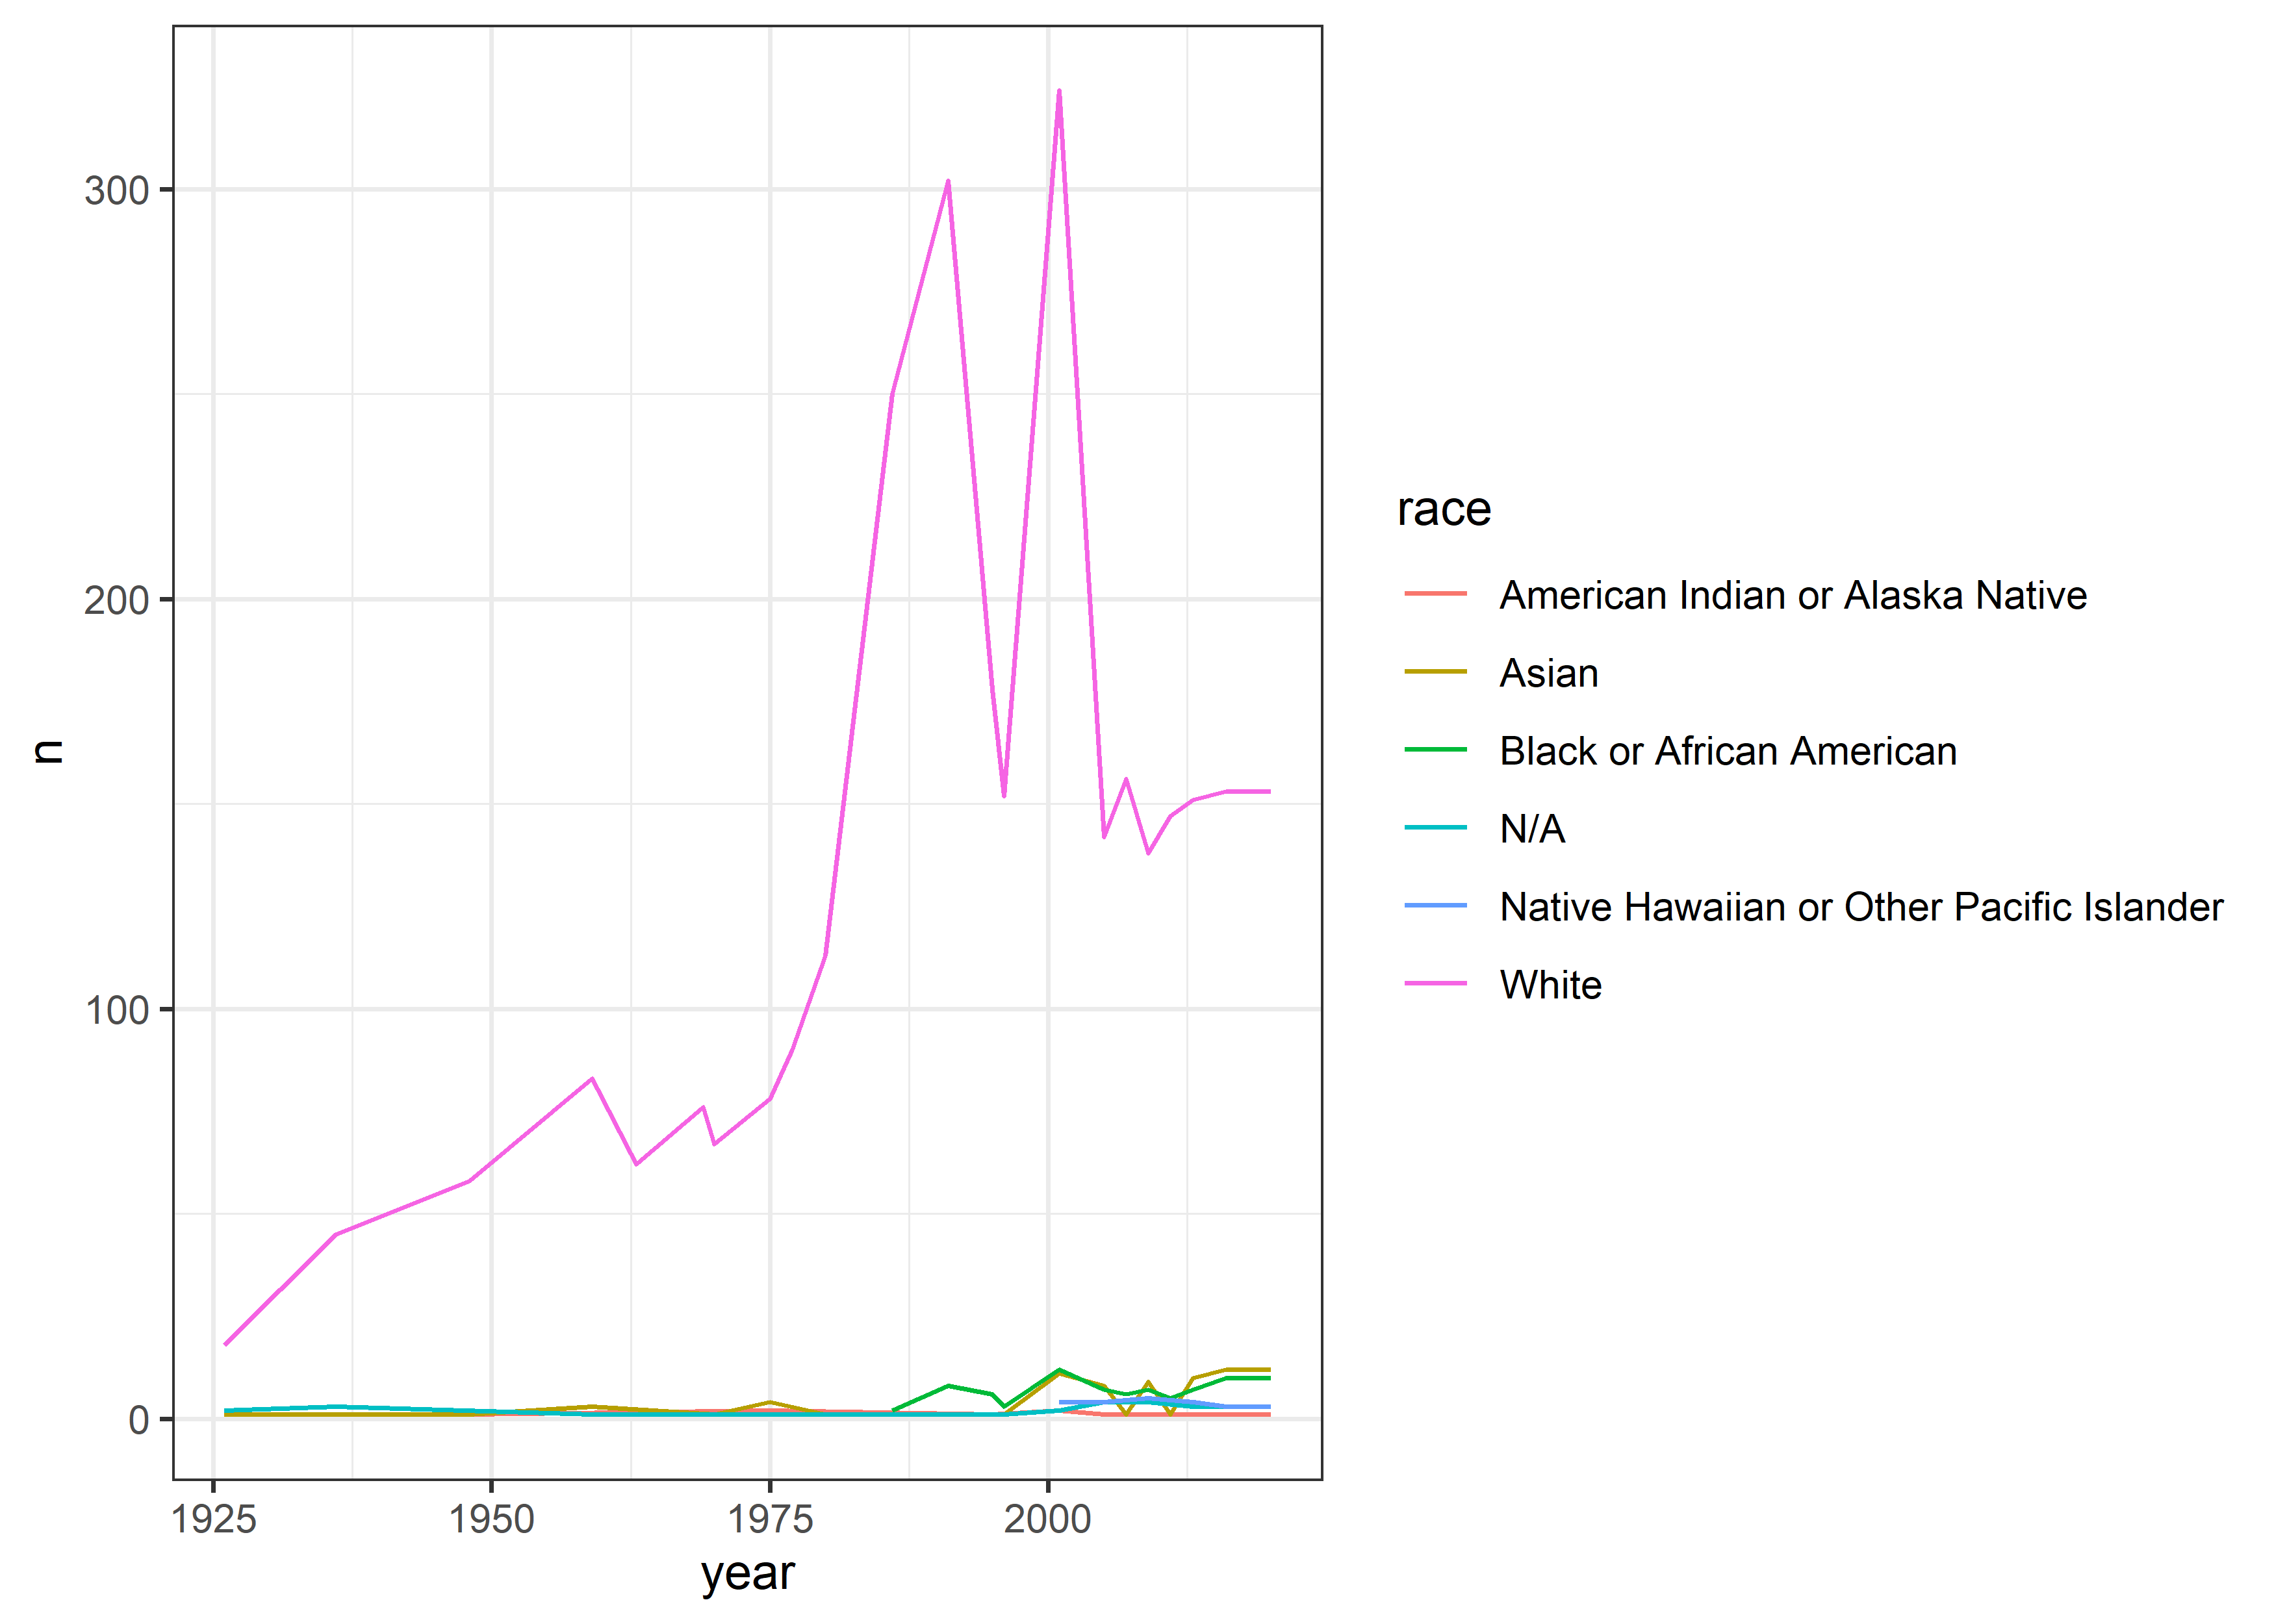 300
200
100
0
n
1925
1950
1975
2000
year
race
American Indian or Alaska Native
Asian
Black or African American
N/A
Native Hawaiian or Other Pacific Islander
White